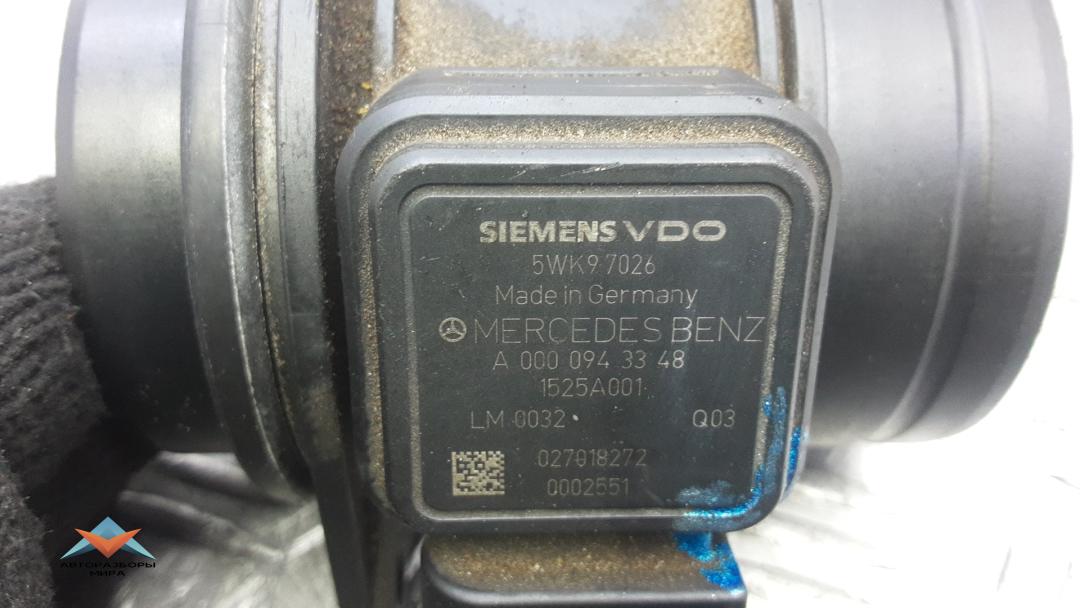 SIEMENS VDO
5WK9 7026
Made in Germany
MERCEDES BENZ
A 000 094 33 48
1525A001
LM 0032 Q03
027018272
0002551
АВТОРАЗБОРЫ
МИРА